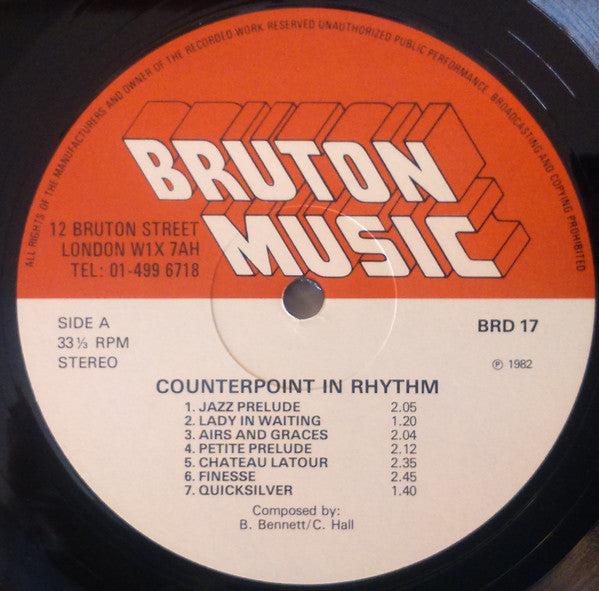 ALL RIGHTS OF THE MANUFACTURERS AND OWNER OF THE RECORDED WORK RESERVED UNAUTHORIZED PUBLIC PERFORMANCE, BROADCASTING AND COPYING PROHIBITED
BRUTON
MUSIC
12 BRUTON STREET
LONDON W1X 7AH
TEL: 01-499 6718
SIDE A
33⅓ RPM
STEREO
BRD 17
℗ 1982
COUNTERPOINT IN RHYTHM
1. JAZZ PRELUDE 2.05
2. LADY IN WAITING 1.20
3. AIRS AND GRACES 2.04
4. PETITE PRELUDE 2.12
5. CHATEAU LATOUR 2.35
6. FINESSE 2.45
7. QUICKSILVER 1.40
Composed by:
B. Bennett/C. Hall